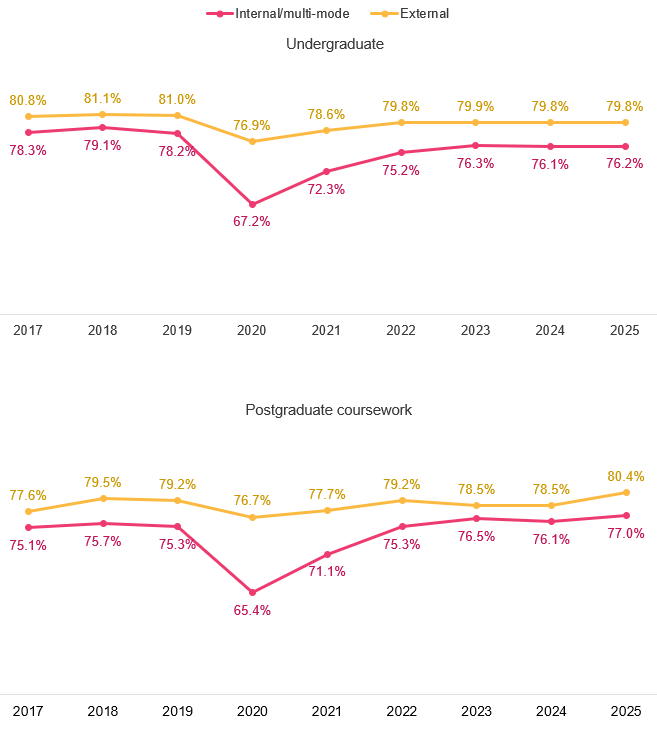 Internal/multi-mode External
Undergraduate
80.8% 81.1% 81.0% 76.9% 78.6% 79.8% 79.9% 79.8% 79.8%
78.3% 79.1% 78.2% 67.2% 72.3% 75.2% 76.3% 76.1% 76.2%
2017 2018 2019 2020 2021 2022 2023 2024 2025
Postgraduate coursework
77.6% 79.5% 79.2% 76.7% 77.7% 79.2% 78.5% 78.5% 80.4%
75.1% 75.7% 75.3% 65.4% 71.1% 75.3% 76.5% 76.1% 77.0%
2017 2018 2019 2020 2021 2022 2023 2024 2025